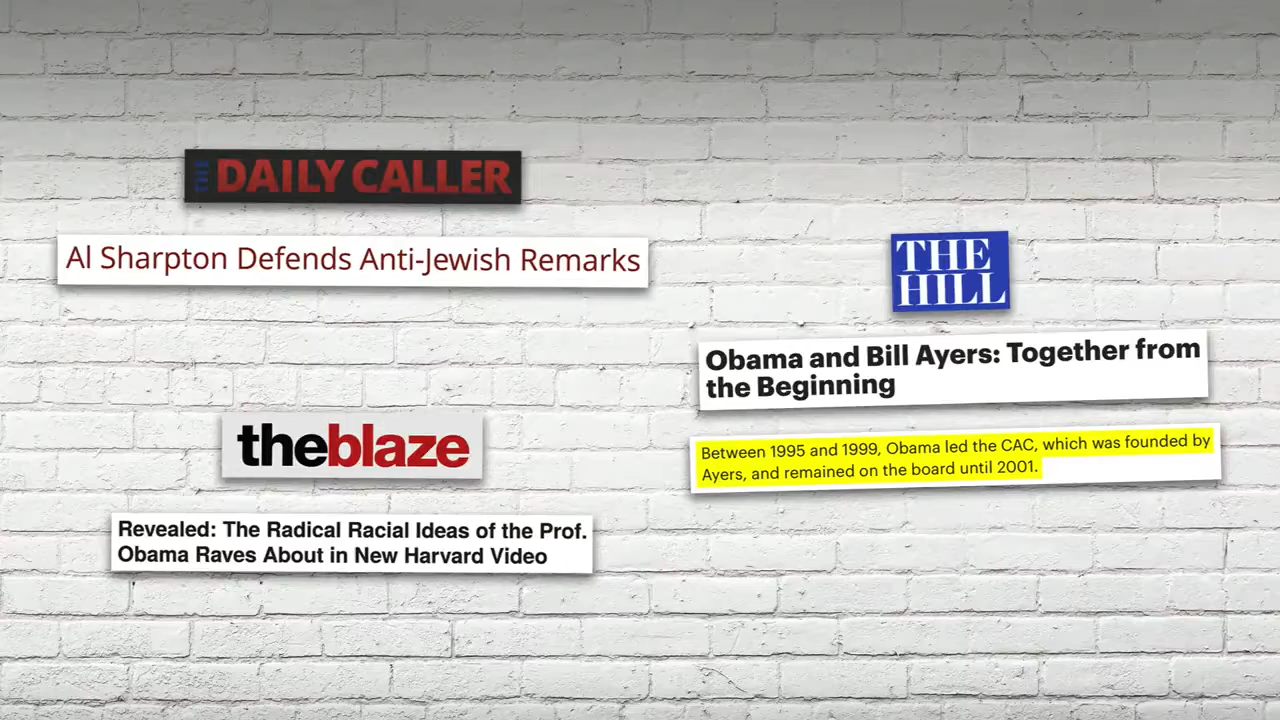 THE DAILY CALLER
Al Sharpton Defends Anti-Jewish Remarks
theblaze
Revealed: The Radical Racial Ideas of the Prof.
Obama Raves About in New Harvard Video
THE
HILL
Obama and Bill Ayers: Together from
the Beginning
Between 1995 and 1999, Obama led the CAC, which was founded by
Ayers, and remained on the board until 2001.